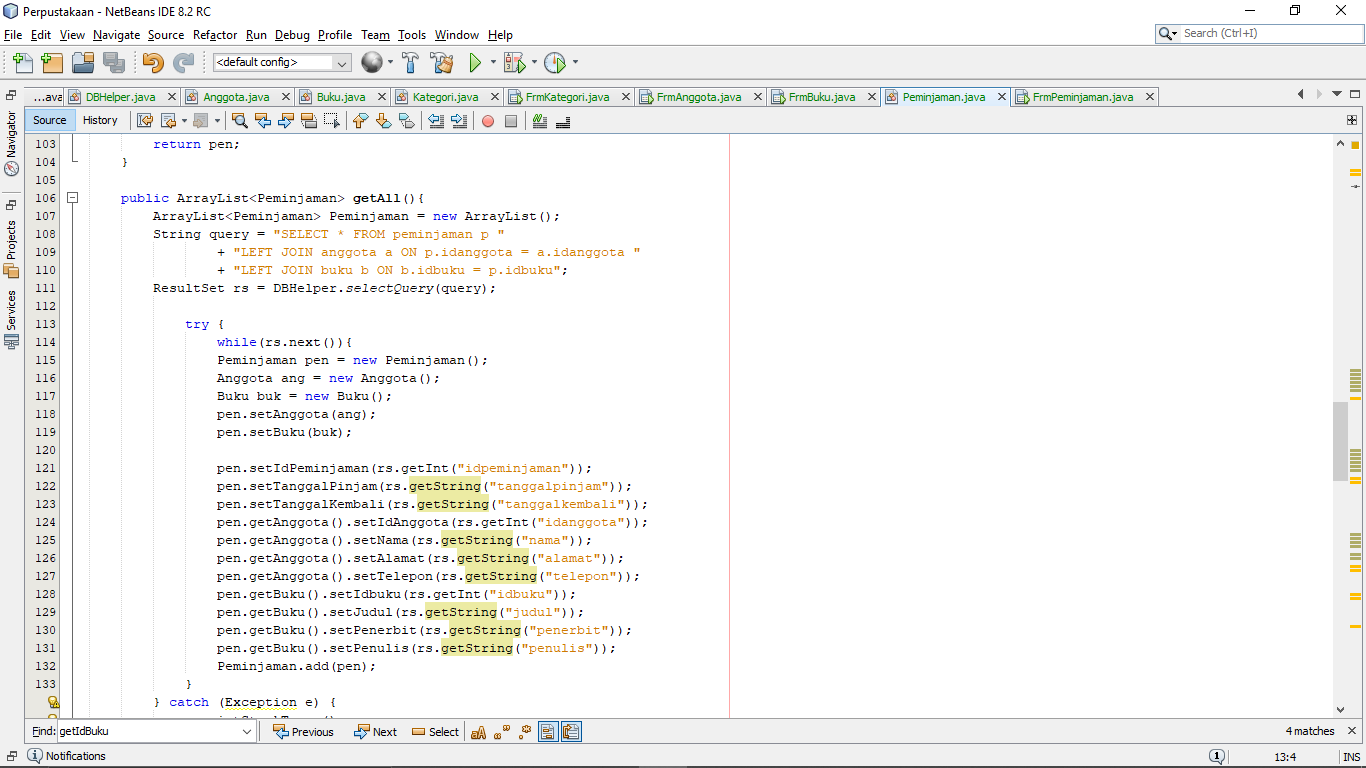 Perpustakaan - NetBeans IDE 8.2 RC
File Edit View Navigate Source Refactor Run Debug Profile Team Tools Window Help
Search (Ctrl+I)
<default config>
...ava DBHelper.java Anggota.java Buku.java Kategori.java FrmKategori.java FrmAnggota.java FrmBuku.java Peminjaman.java FrmPeminjaman.java
Navigator
Projects
Services
Source History
103 return pen;
104 }
105
106 public ArrayList<Peminjaman> getAll(){
107 ArrayList<Peminjaman> Peminjaman = new ArrayList();
108 String query = "SELECT * FROM peminjaman p "
109 + "LEFT JOIN anggota a ON p.idanggota = a.idanggota "
110 + "LEFT JOIN buku b ON b.idbuku = p.idbuku";
111 ResultSet rs = DBHelper.selectQuery(query);
112
113 try {
114 while(rs.next()){
115 Peminjaman pen = new Peminjaman();
116 Anggota ang = new Anggota();
117 Buku buk = new Buku();
118 pen.setAnggota(ang);
119 pen.setBuku(buk);
120
121 pen.setIdPeminjaman(rs.getInt("idpeminjaman"));
122 pen.setTanggalPinjam(rs.getString("tanggalpinjam"));
123 pen.setTanggalKembali(rs.getString("tanggalkembali"));
124 pen.getAnggota().setIdAnggota(rs.getInt("idanggota"));
125 pen.getAnggota().setNama(rs.getString("nama"));
126 pen.getAnggota().setAlamat(rs.getString("alamat"));
127 pen.getAnggota().setTelepon(rs.getString("telepon"));
128 pen.getBuku().setIdbuku(rs.getInt("idbuku"));
129 pen.getBuku().setJudul(rs.getString("judul"));
130 pen.getBuku().setPenerbit(rs.getString("penerbit"));
131 pen.getBuku().setPenulis(rs.getString("penulis"));
132 Peminjaman.add(pen);
133 }
} catch (Exception e) {
Find: getIdBuku Previous Next Select 4 matches
Notifications 1 13:4 INS